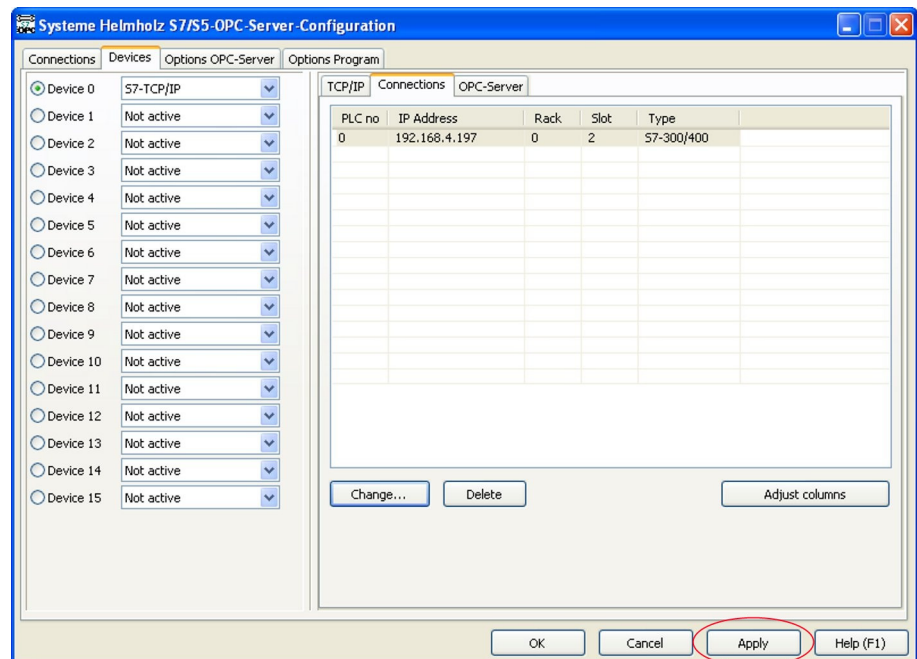 Systeme Helmholz S7/S5-OPC-Server-Configuration
Connections Devices Options OPC-Server Options Program
Device 0 S7-TCP/IP
Device 1 Not active
Device 2 Not active
Device 3 Not active
Device 4 Not active
Device 5 Not active
Device 6 Not active
Device 7 Not active
Device 8 Not active
Device 9 Not active
Device 10 Not active
Device 11 Not active
Device 12 Not active
Device 13 Not active
Device 14 Not active
Device 15 Not active
TCP/IP Connections OPC-Server
PLC no IP Address Rack Slot Type
0 192.168.4.197 0 2 S7-300/400
Change... Delete Adjust columns
OK Cancel Apply Help (F1)